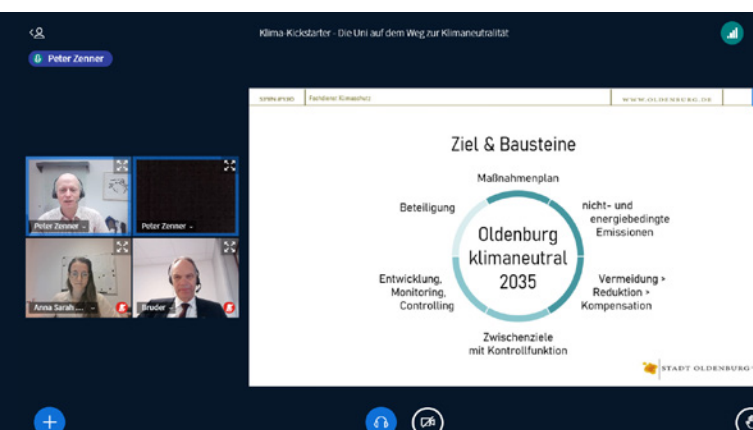 Klima-Kickstarter - Die Uni auf dem Weg zur Klimaneutralität
Peter Zenner
Peter Zenner
Peter Zenner
Anna Sarah ...
Bruder
Fachdienst Klimaschutz
WWW.OLDENBURG.DE
Ziel & Bausteine
Maßnahmenplan
nicht- und
energiebedingte
Emissionen
Vermeidung >
Reduktion >
Kompensation
Zwischenziele
mit Kontrollfunktion
Entwicklung,
Monitoring,
Controlling
Beteiligung
Oldenburg
klimaneutral
2035
STADT OLDENBURG